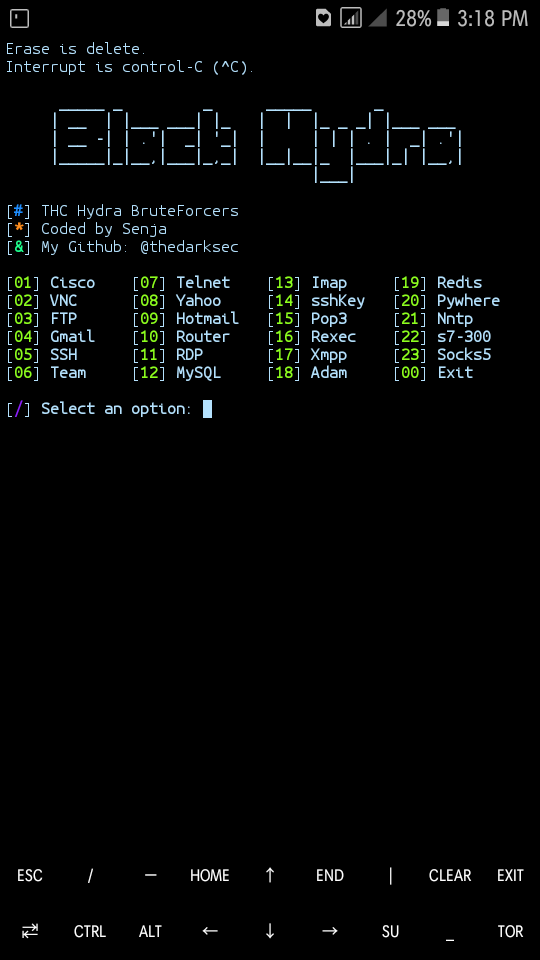 28% 3:18 PM
Erase is delete.
Interrupt is control-C (^C).
Black Hydra
[#] THC Hydra BruteForcers
[*] Coded by Senja
[&] My Github: @thedarksec
[01] Cisco [07] Telnet [13] Imap [19] Redis
[02] VNC [08] Yahoo [14] sshKey [20] Pywhere
[03] FTP [09] Hotmail [15] Pop3 [21] Nntp
[04] Gmail [10] Router [16] Rexec [22] s7-300
[05] SSH [11] RDP [17] Xmpp [23] Socks5
[06] Team [12] MySQL [18] Adam [00] Exit
[/] Select an option:
ESC / — HOME ↑ END | CLEAR EXIT
⇄ CTRL ALT ← ↓ → SU _ TOR